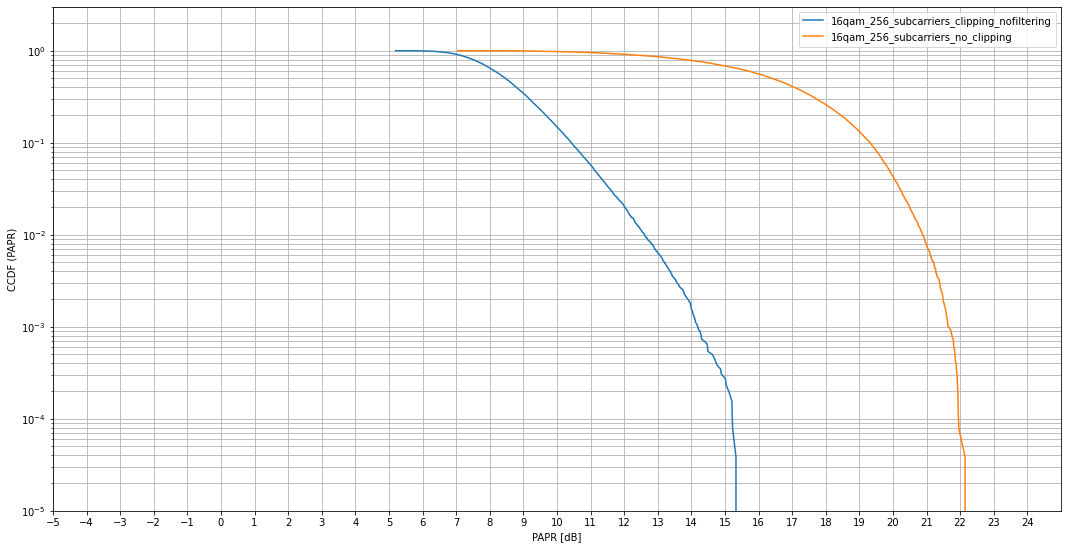 16qam_256_subcarriers_clipping_nofiltering
16qam_256_subcarriers_no_clipping
10⁰
10⁻¹
10⁻²
10⁻³
10⁻⁴
10⁻⁵
CCDF (PAPR)
−5 −4 −3 −2 −1 0 1 2 3 4 5 6 7 8 9 10 11 12 13 14 15 16 17 18 19 20 21 22 23 24
PAPR [dB]